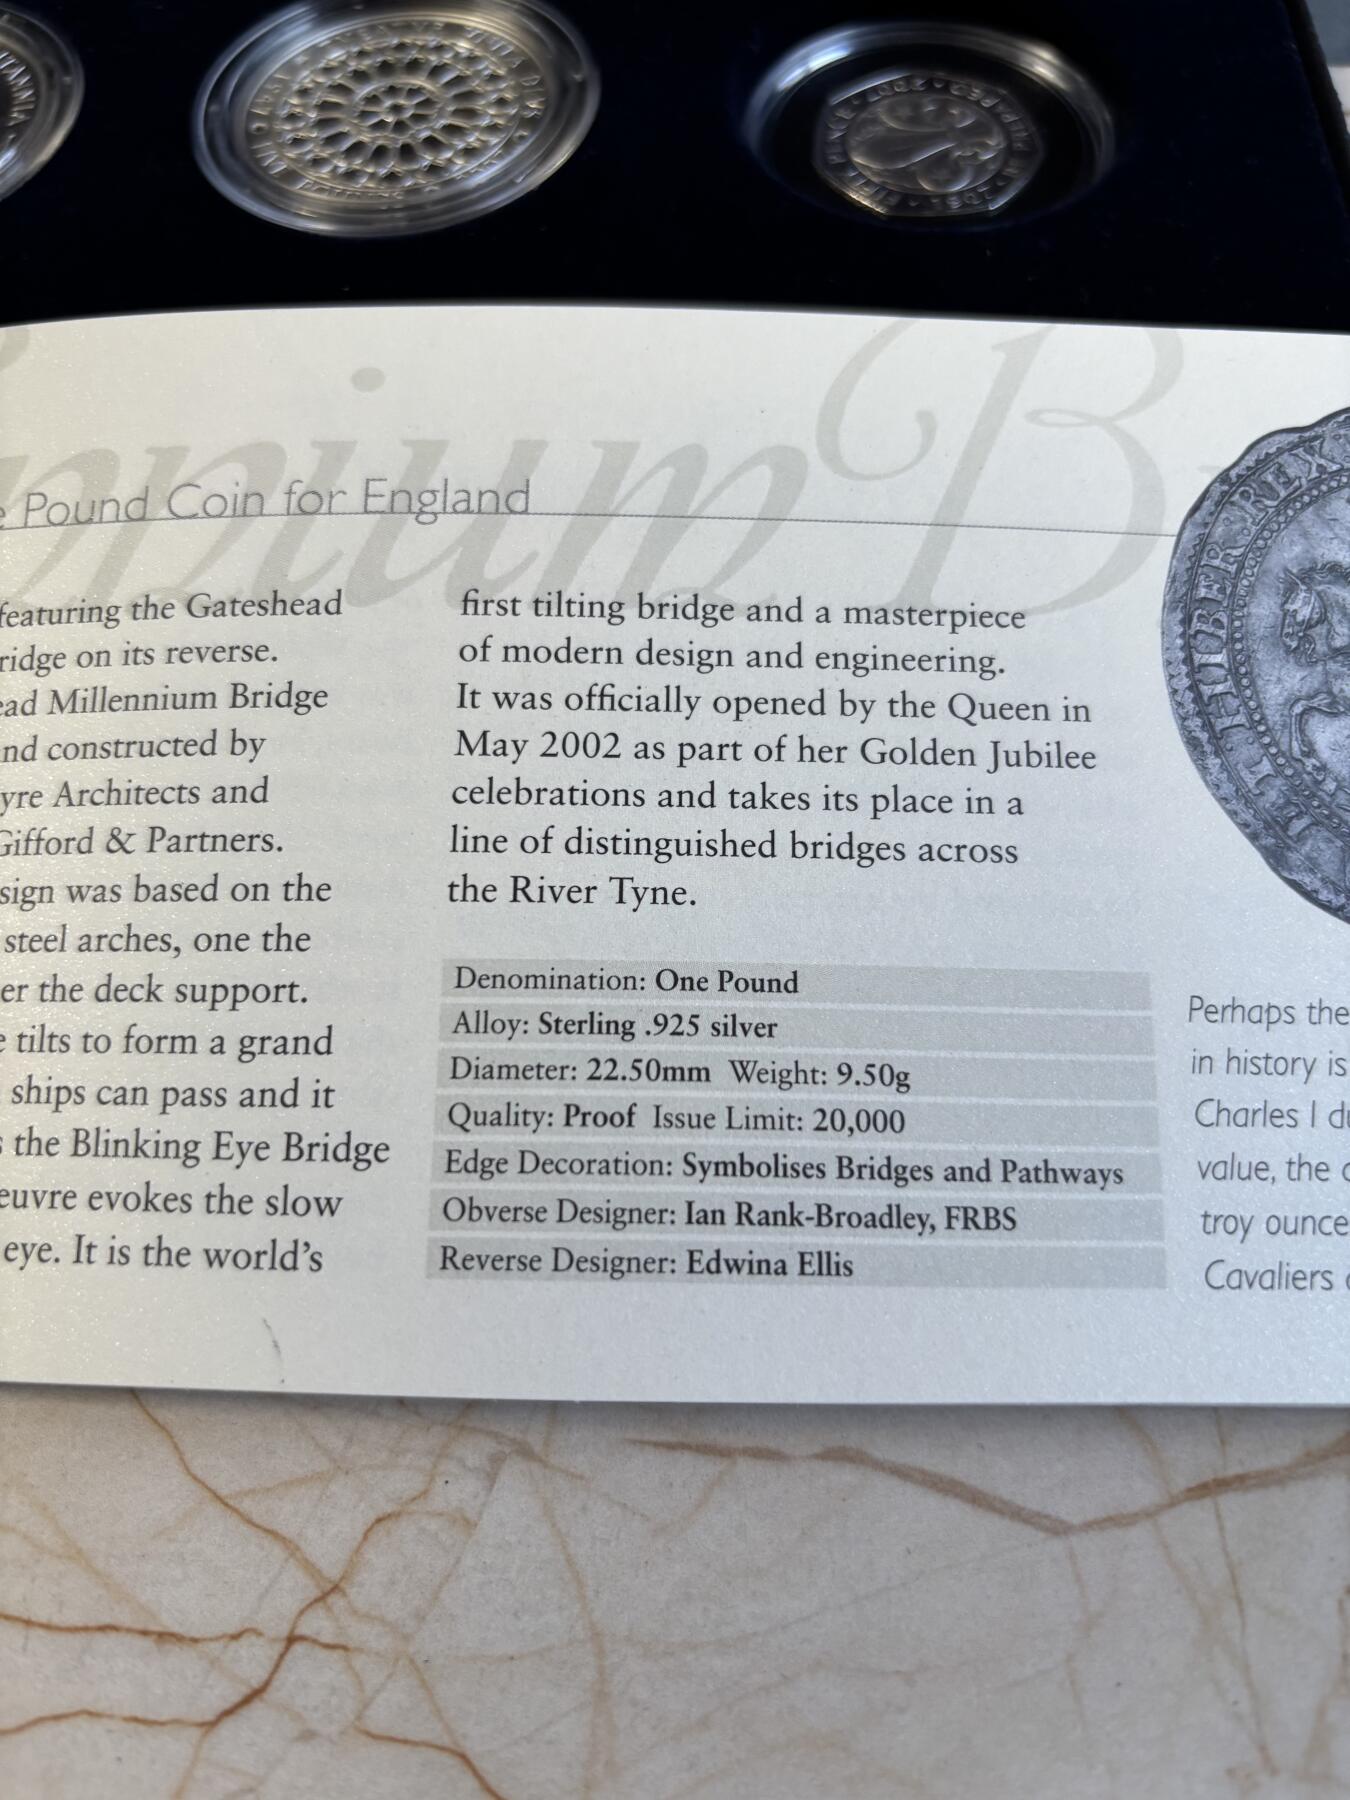 TANNIA
nnium B
Pound Coin for England
featuring the Gateshead
ridge on its reverse.
ead Millennium Bridge
nd constructed by
yre Architects and
Gifford & Partners.
sign was based on the
steel arches, one the
er the deck support.
e tilts to form a grand
ships can pass and it
s the Blinking Eye Bridge
euvre evokes the slow
eye. It is the world's
first tilting bridge and a masterpiece
of modern design and engineering.
It was officially opened by the Queen in
May 2002 as part of her Golden Jubilee
celebrations and takes its place in a
line of distinguished bridges across
the River Tyne.
Denomination: One Pound
Alloy: Sterling .925 silver
Diameter: 22.50mm Weight: 9.50g
Quality: Proof Issue Limit: 20,000
Edge Decoration: Symbolises Bridges and Pathways
Obverse Designer: Ian Rank-Broadley, FRBS
Reverse Designer: Edwina Ellis
HIBER REX
Perhaps the
in history is
Charles I du
value, the
troy ounce
Cavaliers